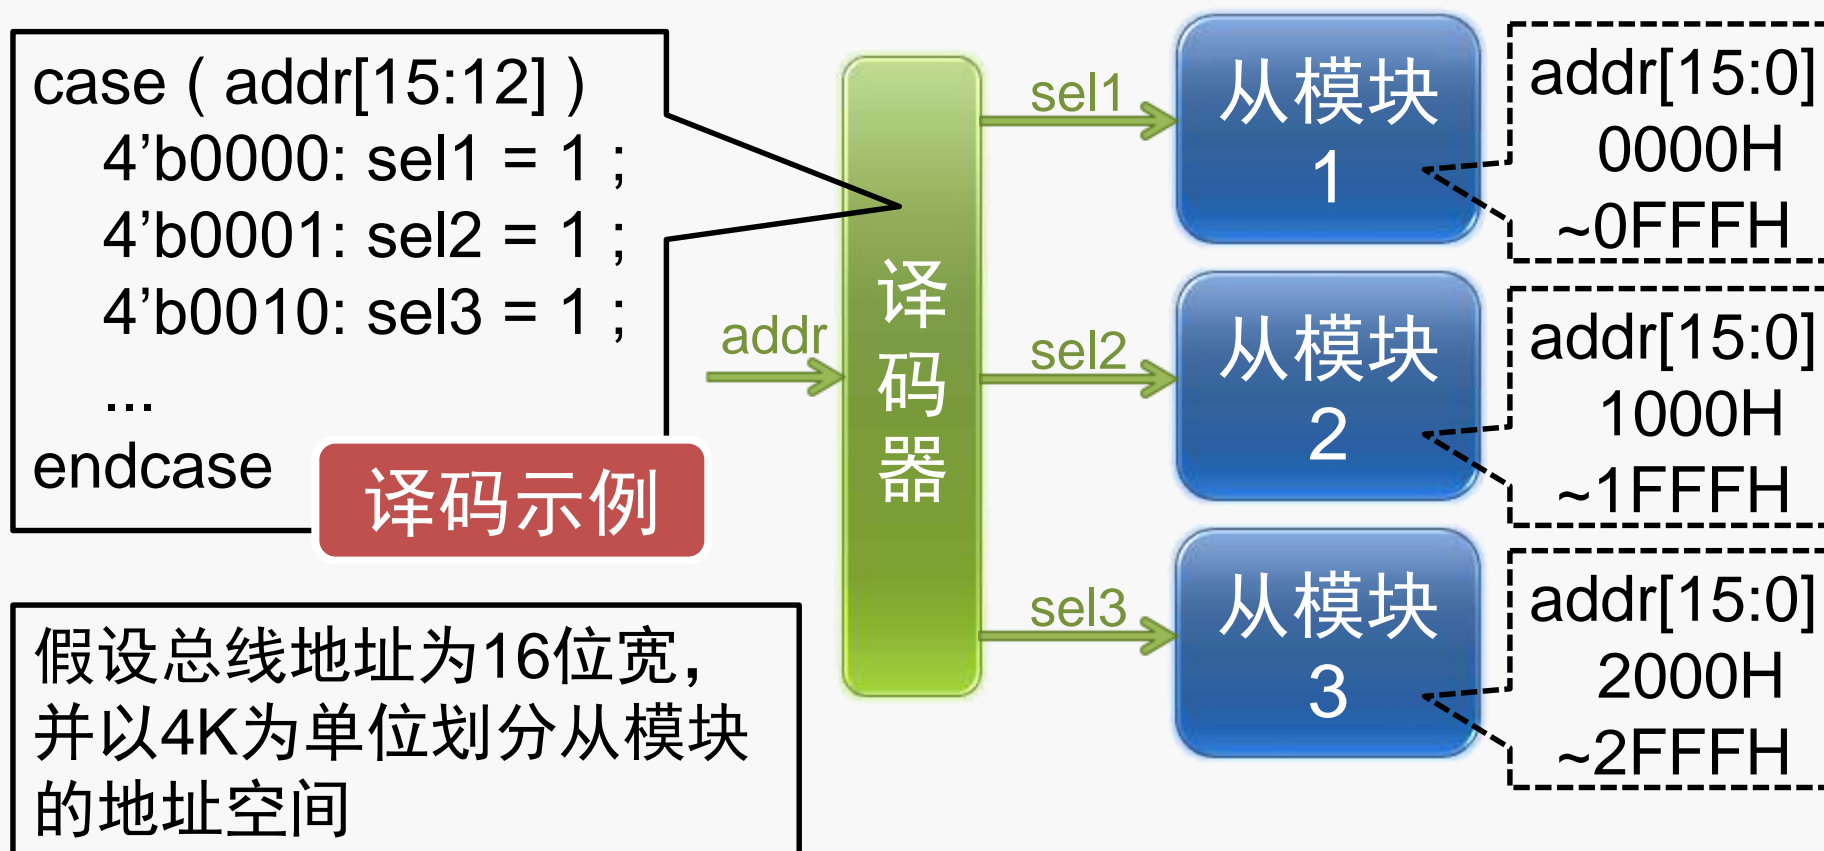 case ( addr[15:12] )
4’b0000: sel1 = 1 ;
4’b0001: sel2 = 1 ;
4’b0010: sel3 = 1 ;
...
endcase
译码示例
假设总线地址为16位宽，
并以4K为单位划分从模块
的地址空间
addr
译
码
器
sel1
sel2
sel3
从模块
1
addr[15:0]
0000H
~0FFFH
从模块
2
addr[15:0]
1000H
~1FFFH
从模块
3
addr[15:0]
2000H
~2FFFH